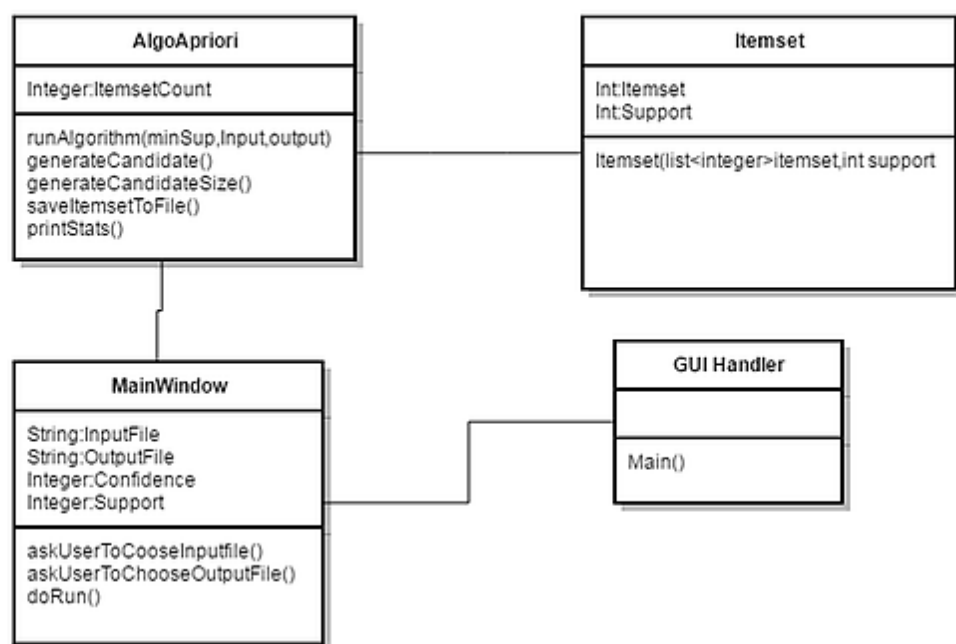 AlgoApriori
Integer:ItemsetCount
runAlgorithm(minSup,Input,output)
generateCandidate()
generateCandidateSize()
saveItemsetToFile()
printStats()
Itemset
Int:Itemset
Int:Support
Itemset(list<integer>itemset,int support
MainWindow
String:InputFile
String:OutputFile
Integer:Confidence
Integer:Support
askUserToCooseInputfile()
askUserToChooseOutputFile()
doRun()
GUI Handler
Main()